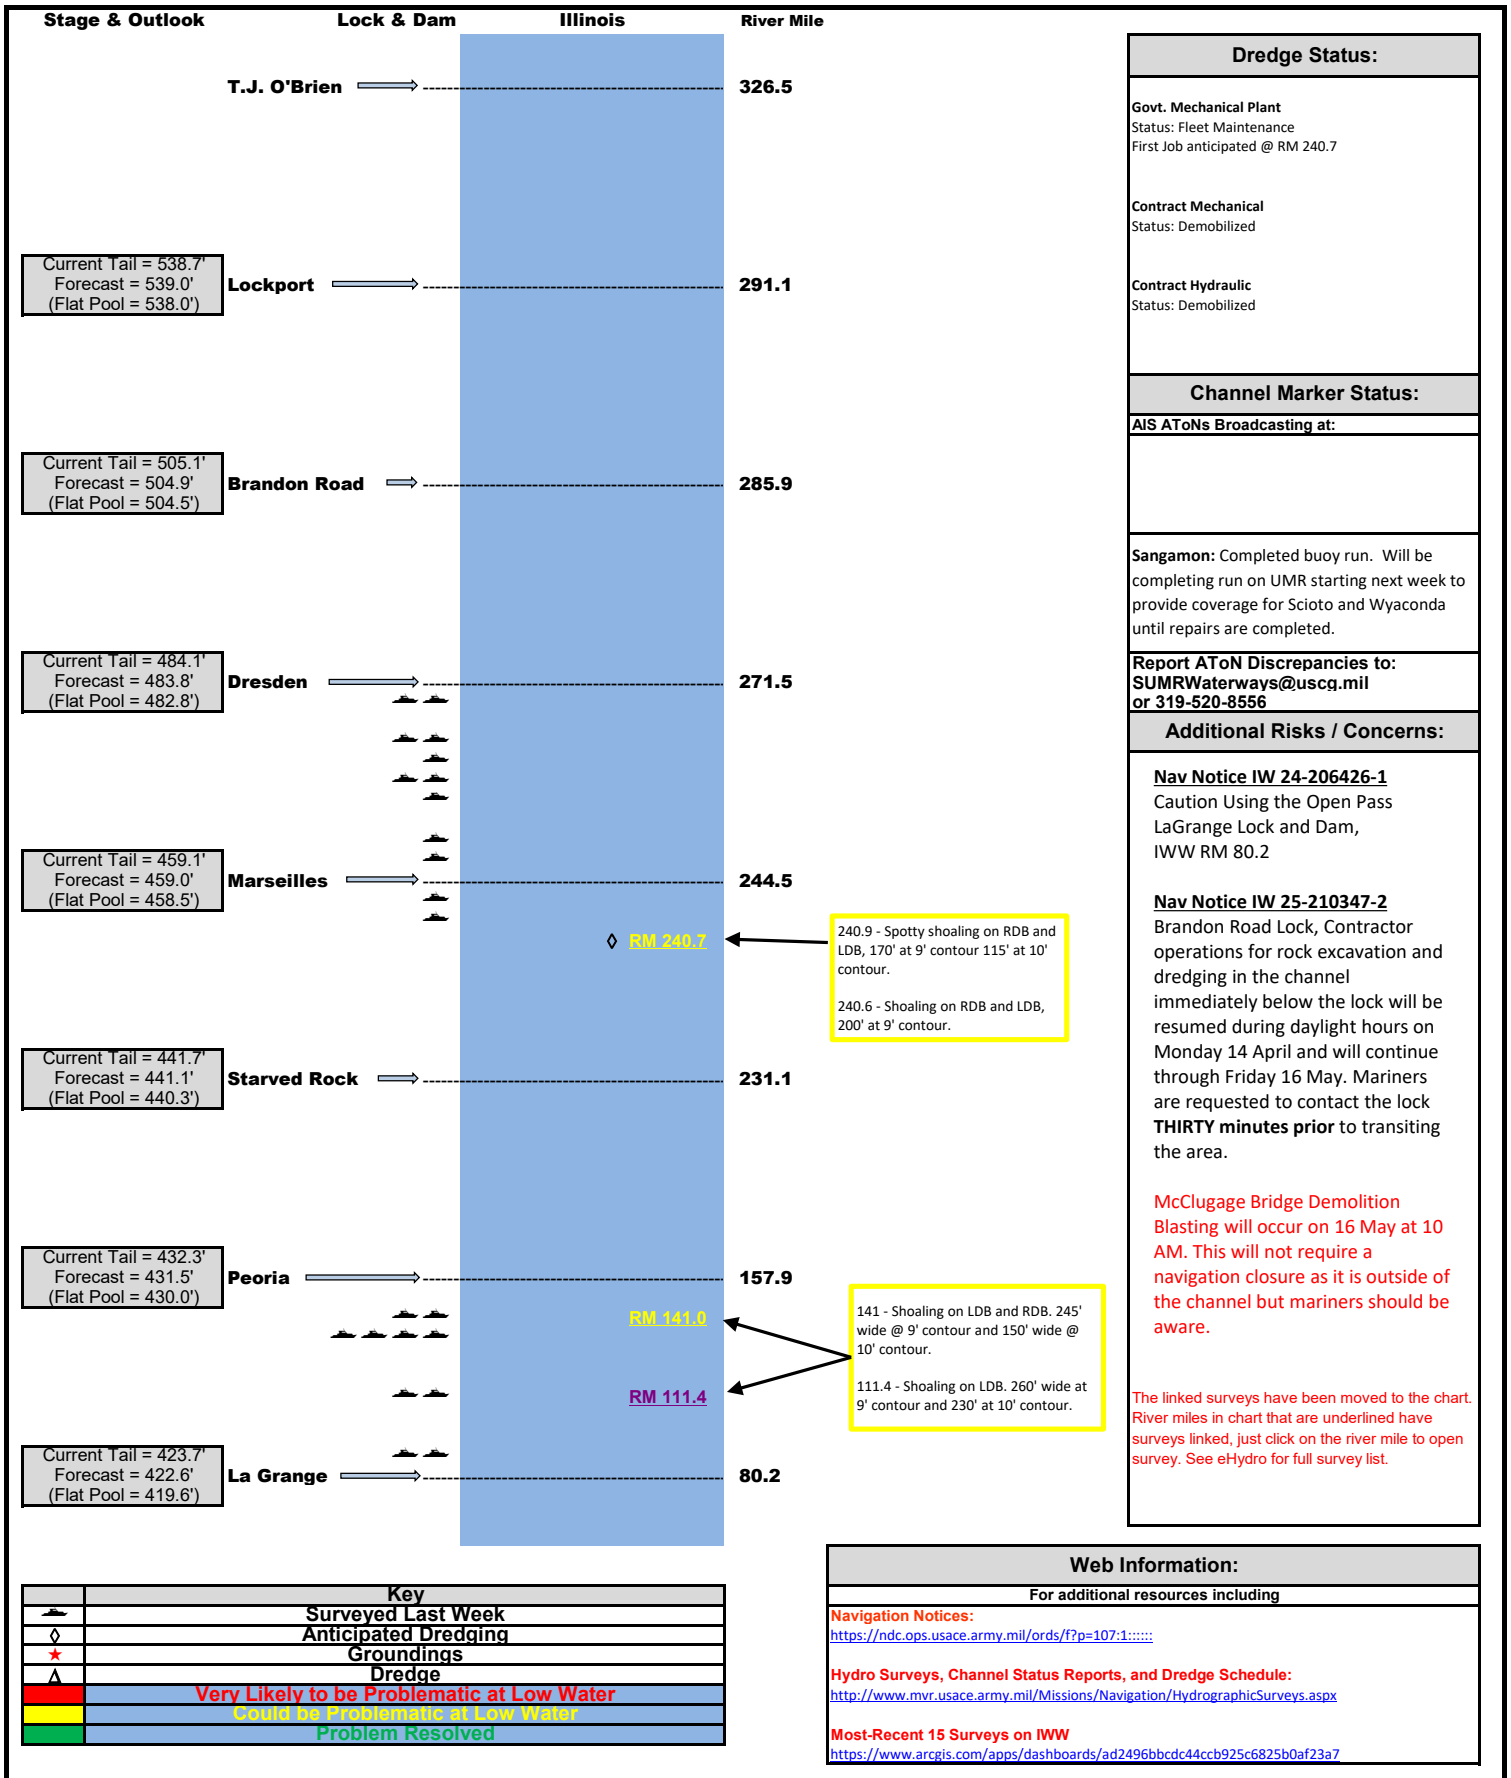 Stage & Outlook Lock & Dam Illinois River Mile
T.J. O'Brien 326.5
Current Tail = 538.7'
Forecast = 539.0'
(Flat Pool = 538.0')
Lockport 291.1
Current Tail = 505.1'
Forecast = 504.9'
(Flat Pool = 504.5')
Brandon Road 285.9
Current Tail = 484.1'
Forecast = 483.8'
(Flat Pool = 482.8')
Dresden 271.5
Current Tail = 459.1'
Forecast = 459.0'
(Flat Pool = 458.5')
Marseilles 244.5
RM 240.7
240.9 - Spotty shoaling on RDB and
LDB, 170' at 9' contour 115' at 10'
contour.
240.6 - Shoaling on RDB and LDB,
200' at 9' contour.
Current Tail = 441.7'
Forecast = 441.1'
(Flat Pool = 440.3')
Starved Rock 231.1
Current Tail = 432.3'
Forecast = 431.5'
(Flat Pool = 430.0')
Peoria 157.9
RM 141.0
RM 111.4
141 - Shoaling on LDB and RDB. 245'
wide @ 9' contour and 150' wide @
10' contour.
111.4 - Shoaling on LDB. 260' wide at
9' contour and 230' at 10' contour.
Current Tail = 423.7'
Forecast = 422.6'
(Flat Pool = 419.6')
La Grange 80.2
Dredge Status:
Govt. Mechanical Plant
Status: Fleet Maintenance
First Job anticipated @ RM 240.7
Contract Mechanical
Status: Demobilized
Contract Hydraulic
Status: Demobilized
Channel Marker Status:
AIS AToNs Broadcasting at:
Sangamon: Completed buoy run. Will be
completing run on UMR starting next week to
provide coverage for Scioto and Wyaconda
until repairs are completed.
Report AToN Discrepancies to:
SUMRWaterways@uscg.mil
or 319-520-8556
Additional Risks / Concerns:
Nav Notice IW 24-206426-1
Caution Using the Open Pass
LaGrange Lock and Dam,
IWW RM 80.2
Nav Notice IW 25-210347-2
Brandon Road Lock, Contractor
operations for rock excavation and
dredging in the channel
immediately below the lock will be
resumed during daylight hours on
Monday 14 April and will continue
through Friday 16 May. Mariners
are requested to contact the lock
THIRTY minutes prior to transiting
the area.
McClugage Bridge Demolition
Blasting will occur on 16 May at 10
AM. This will not require a
navigation closure as it is outside of
the channel but mariners should be
aware.
The linked surveys have been moved to the chart.
River miles in chart that are underlined have
surveys linked, just click on the river mile to open
survey. See eHydro for full survey list.
Key
Surveyed Last Week
Anticipated Dredging
Groundings
Dredge
Very Likely to be Problematic at Low Water
Could be Problematic at Low Water
Problem Resolved
Web Information:
For additional resources including
Navigation Notices:
https://ndc.ops.usace.army.mil/ords/f?p=107:1::::::
Hydro Surveys, Channel Status Reports, and Dredge Schedule:
http://www.mvr.usace.army.mil/Missions/Navigation/HydrographicSurveys.aspx
Most-Recent 15 Surveys on IWW
https://www.arcgis.com/apps/dashboards/ad2496bbcdc44ccb925c6825b0af23a7